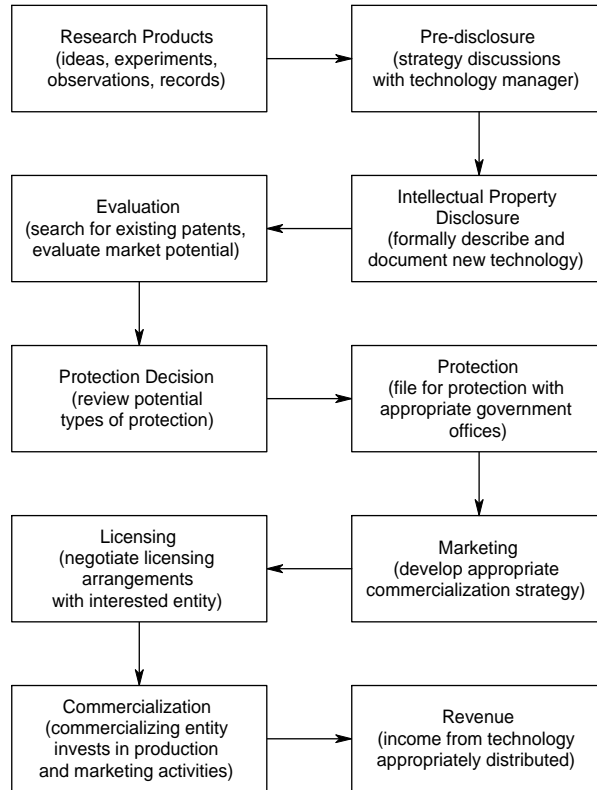 Research Products
(ideas, experiments,
observations, records)
Pre-disclosure
(strategy discussions
with technology manager)
Intellectual Property
Disclosure
(formally describe and
document new technology)
Evaluation
(search for existing patents,
evaluate market potential)
Protection Decision
(review potential
types of protection)
Protection
(file for protection with
appropriate government
offices)
Marketing
(develop appropriate
commercialization strategy)
Licensing
(negotiate licensing
arrangements
with interested entity)
Commercialization
(commercializing entity
invests in production
and marketing activities)
Revenue
(income from technology
appropriately distributed)